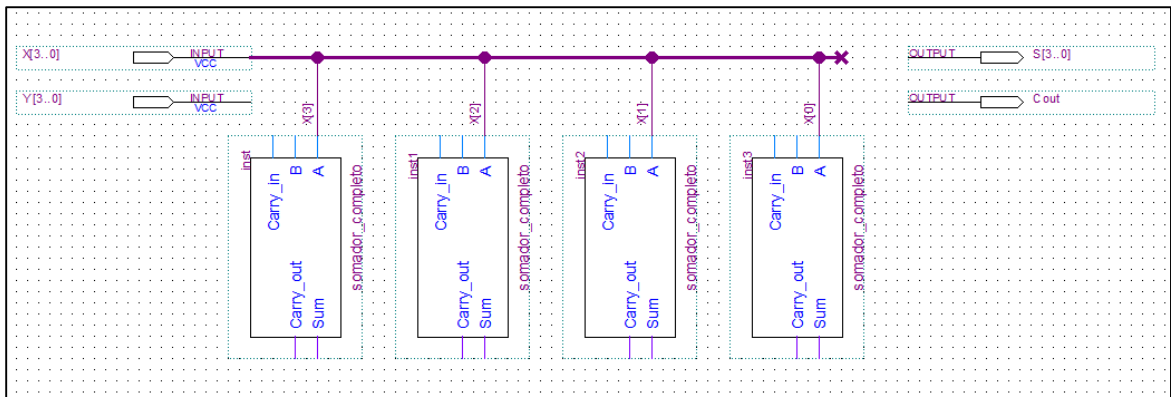 X[3..0] INPUT VCC
Y[3..0] INPUT VCC
OUTPUT S[3..0]
OUTPUT Cout
X[3] X[2] X[1] X[0]
inst Carry_in B A Carry_out Sum somador_completo
inst1 Carry_in B A Carry_out Sum somador_completo
inst2 Carry_in B A Carry_out Sum somador_completo
inst3 Carry_in B A Carry_out Sum somador_completo